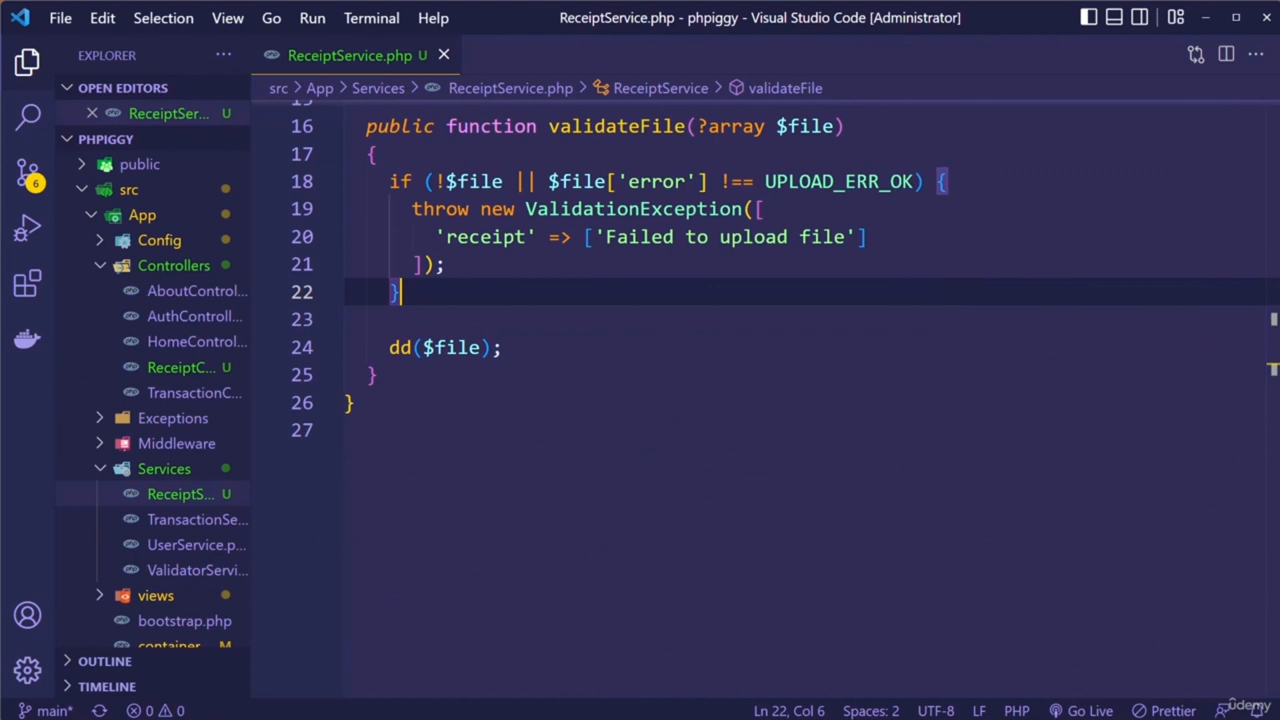 File Edit Selection View Go Run Terminal Help
ReceiptService.php - phpiggy - Visual Studio Code [Administrator]
EXPLORER ···
ReceiptService.php U
OPEN EDITORS
ReceiptSer... U
src > App > Services > ReceiptService.php > ReceiptService > validateFile
PHPIGGY
public
src
App
Config
Controllers
AboutControl...
AuthControll...
HomeControl...
ReceiptC... U
TransactionC...
Exceptions
Middleware
Services
ReceiptS... U
TransactionSe...
UserService.p...
ValidatorServi...
views
bootstrap.php
container M
OUTLINE
TIMELINE
6
15
16 public function validateFile(?array $file)
17 {
18 if (!$file || $file['error'] !== UPLOAD_ERR_OK) {
19 throw new ValidationException([
20 'receipt' => ['Failed to upload file']
21 ]);
22 }
23
24 dd($file);
25 }
26 }
27
main* 0 0 Ln 22, Col 6 Spaces: 2 UTF-8 LF PHP Go Live Prettier
ûdemy